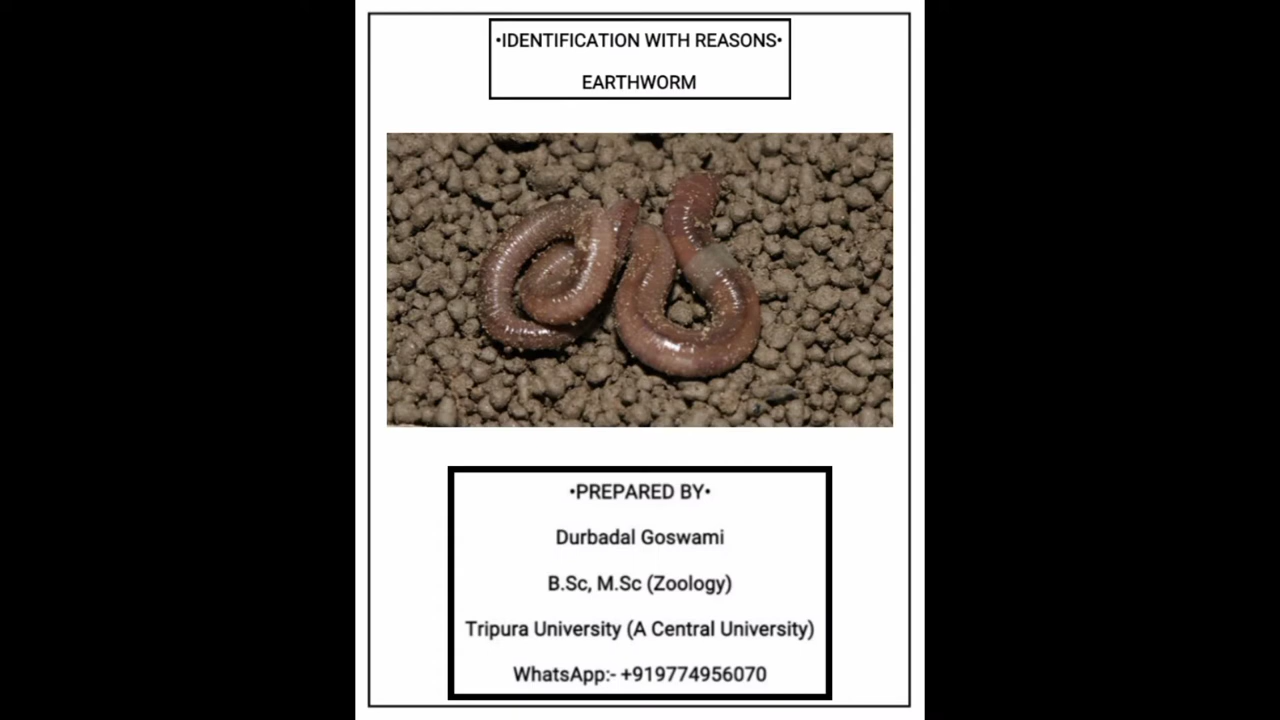 •IDENTIFICATION WITH REASONS•
EARTHWORM
•PREPARED BY•
Durbadal Goswami
B.Sc, M.Sc (Zoology)
Tripura University (A Central University)
WhatsApp:- +919774956070